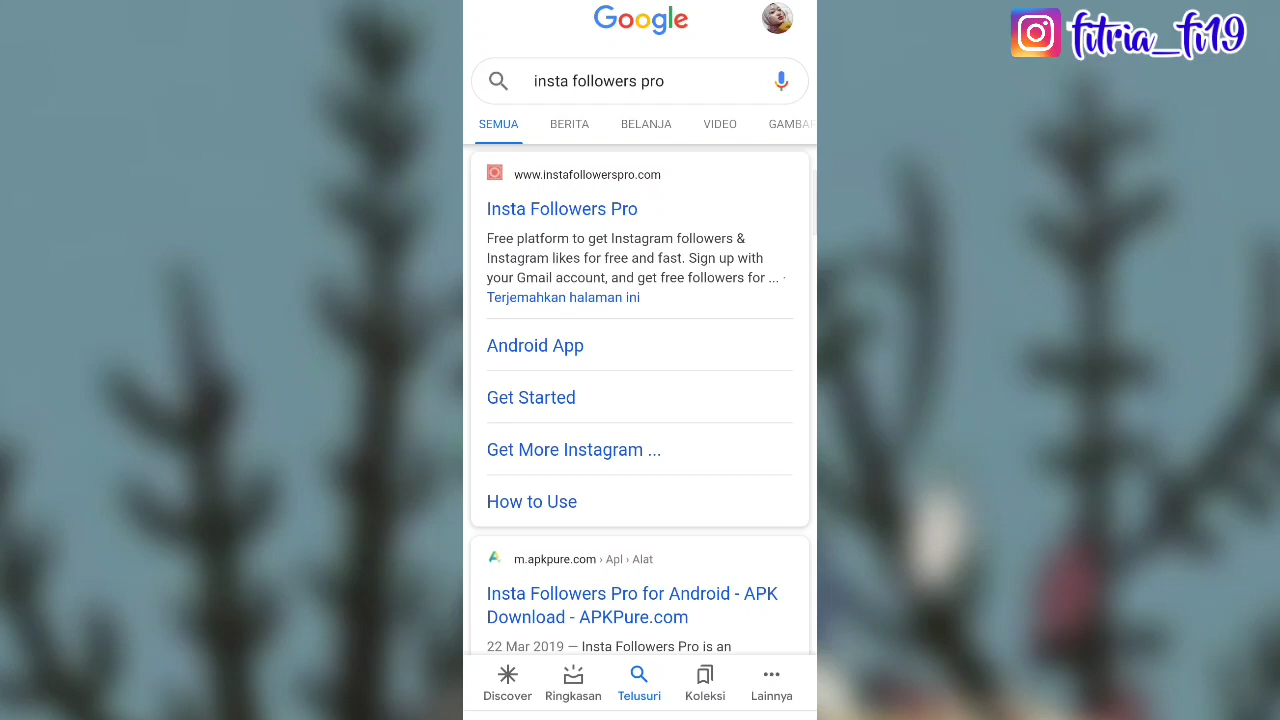 Google
fitria_fi19
insta followers pro
SEMUA BERITA BELANJA VIDEO GAMBAR
www.instafollowerspro.com
Insta Followers Pro
Free platform to get Instagram followers &
Instagram likes for free and fast. Sign up with
your Gmail account, and get free followers for ... ·
Terjemahkan halaman ini
Android App
Get Started
Get More Instagram ...
How to Use
m.apkpure.com › Apl › Alat
Insta Followers Pro for Android - APK
Download - APKPure.com
22 Mar 2019 — Insta Followers Pro is an
Discover Ringkasan Telusuri Koleksi Lainnya